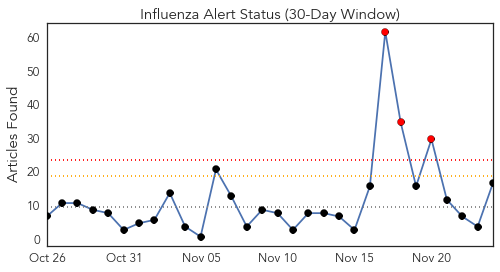 Influenza Alert Status (30-Day Window)
Articles Found
60
50
40
30
20
10
0
Oct 26 Oct 31 Nov 05 Nov 10 Nov 15 Nov 20